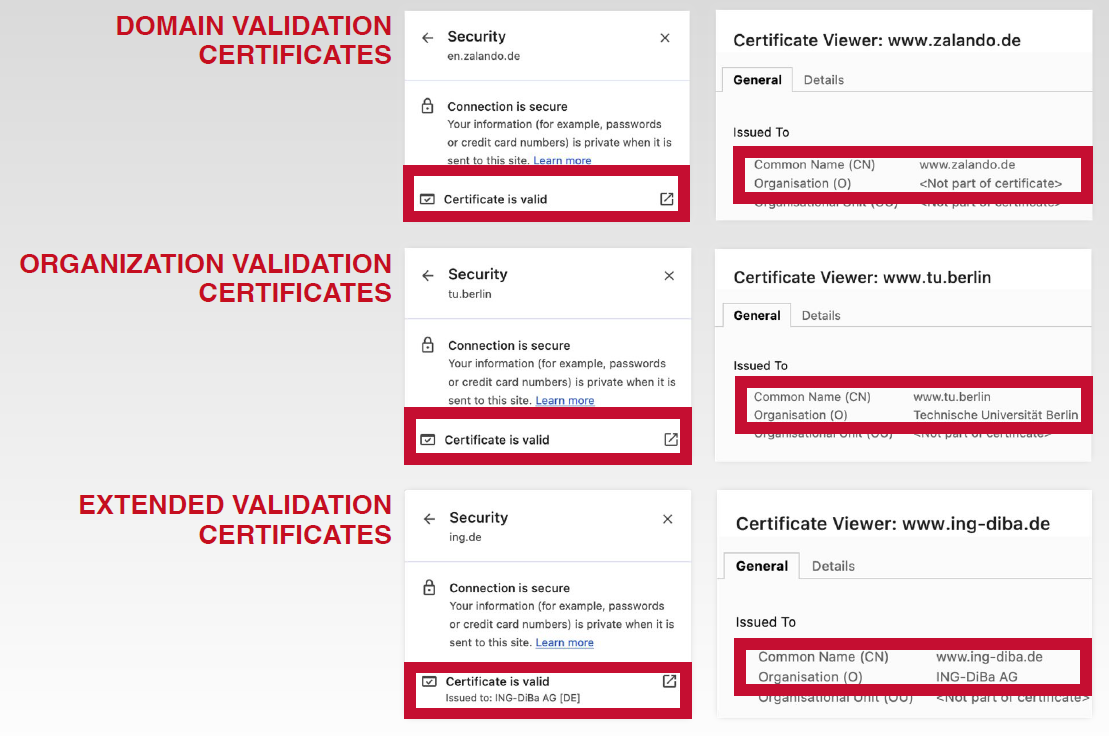 DOMAIN VALIDATION
CERTIFICATES
Security
en.zalando.de
Connection is secure
Your information (for example, passwords
or credit card numbers) is private when it is
sent to this site. Learn more
Certificate is valid
Certificate Viewer: www.zalando.de
General Details
Issued To
Common Name (CN) www.zalando.de
Organisation (O) <Not part of certificate>
Organisational Unit (OU) <Not part of certificate>
ORGANIZATION VALIDATION
CERTIFICATES
Security
tu.berlin
Connection is secure
Your information (for example, passwords
or credit card numbers) is private when it is
sent to this site. Learn more
Certificate is valid
Certificate Viewer: www.tu.berlin
General Details
Issued To
Common Name (CN) www.tu.berlin
Organisation (O) Technische Universität Berlin
Organisational Unit (OU) <Not part of certificate>
EXTENDED VALIDATION
CERTIFICATES
Security
ing.de
Connection is secure
Your information (for example, passwords
or credit card numbers) is private when it is
sent to this site. Learn more
Certificate is valid
Issued to: ING-DiBa AG [DE]
Certificate Viewer: www.ing-diba.de
General Details
Issued To
Common Name (CN) www.ing-diba.de
Organisation (O) ING-DiBa AG
Organisational Unit (OU) <Not part of certificate>